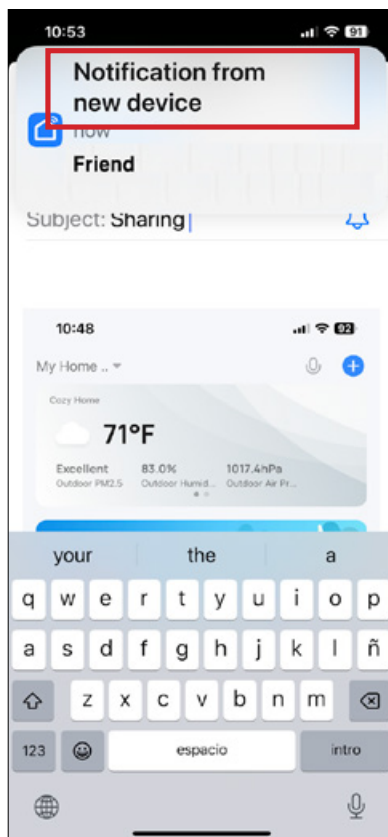 10:53
91
Notification from
new device
now
Friend
Subject: Sharing
10:48
92
My Home .. 
Cozy Home
71°F
Excellent 83.0% 1017.4hPa
Outdoor PM2.5 Outdoor Humid... Outdoor Air Pr...
your the a
q w e r t y u i o p
a s d f g h j k l ñ
z x c v b n m
123 espacio intro